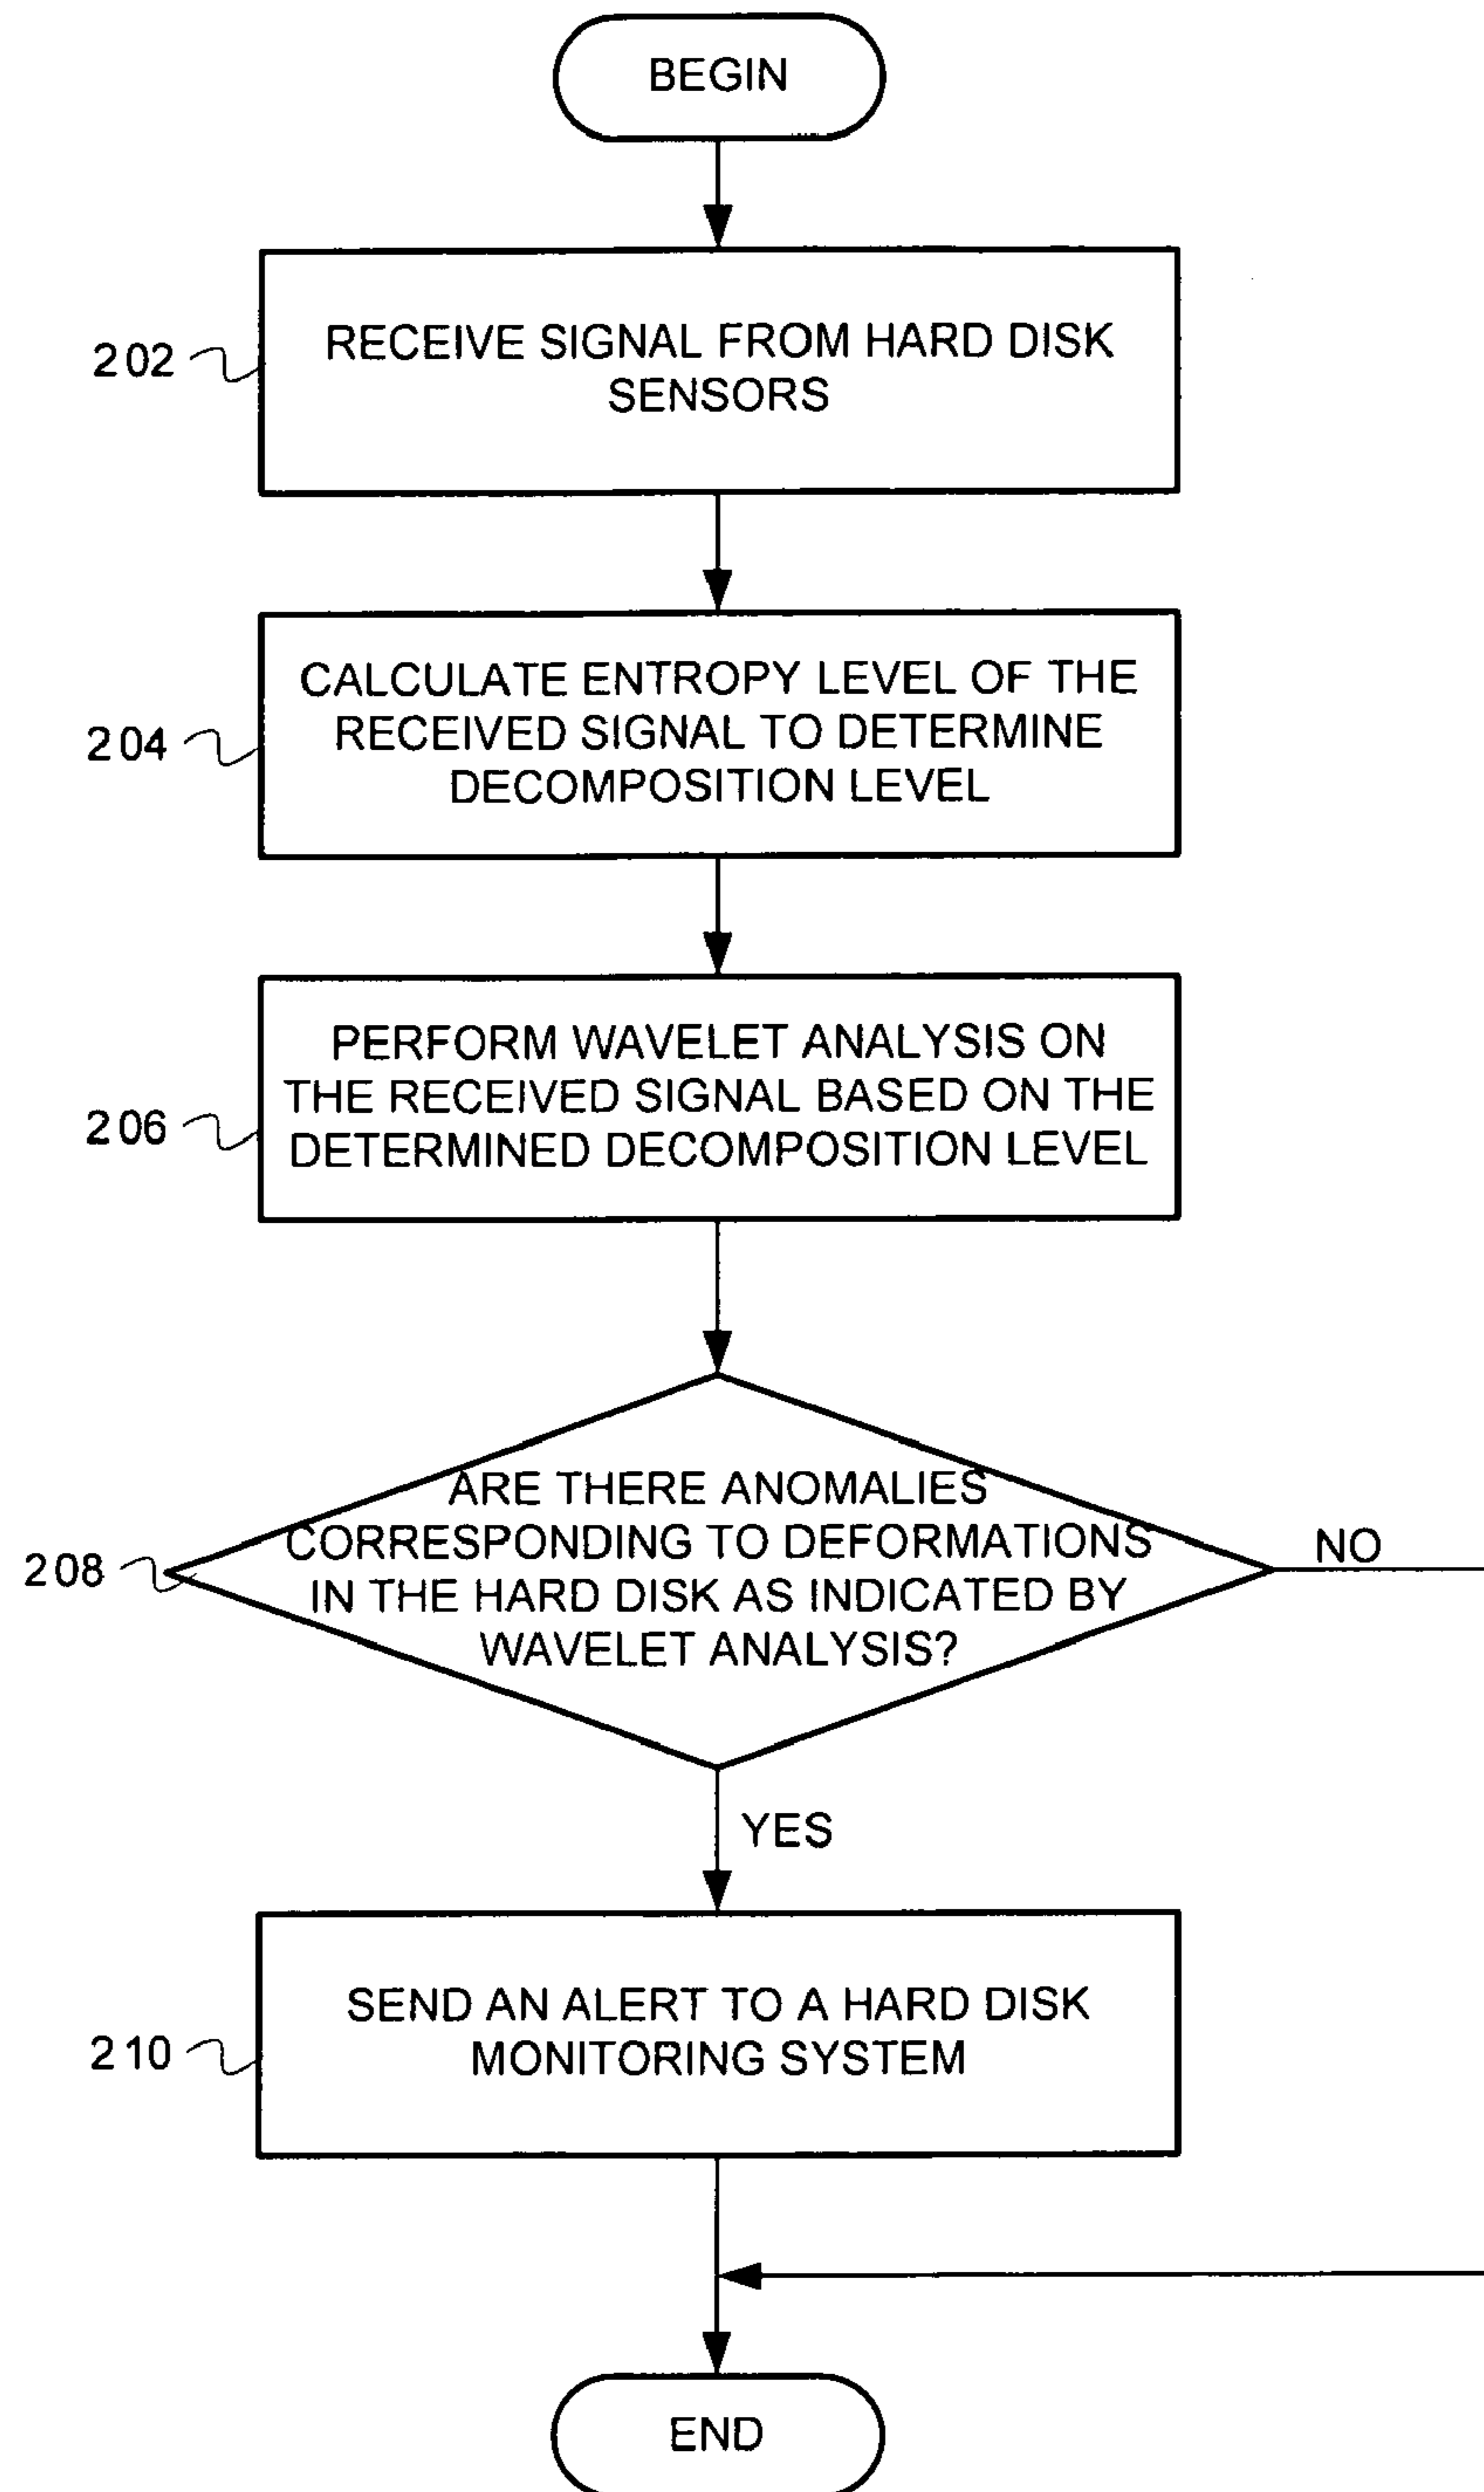 BEGIN
202
RECEIVE SIGNAL FROM HARD DISK
SENSORS
204
CALCULATE ENTROPY LEVEL OF THE
RECEIVED SIGNAL TO DETERMINE
DECOMPOSITION LEVEL
206
PERFORM WAVELET ANALYSIS ON
THE RECEIVED SIGNAL BASED ON THE
DETERMINED DECOMPOSITION LEVEL
208
ARE THERE ANOMALIES
CORRESPONDING TO DEFORMATIONS
IN THE HARD DISK AS INDICATED BY
WAVELET ANALYSIS?
NO
YES
210
SEND AN ALERT TO A HARD DISK
MONITORING SYSTEM
END